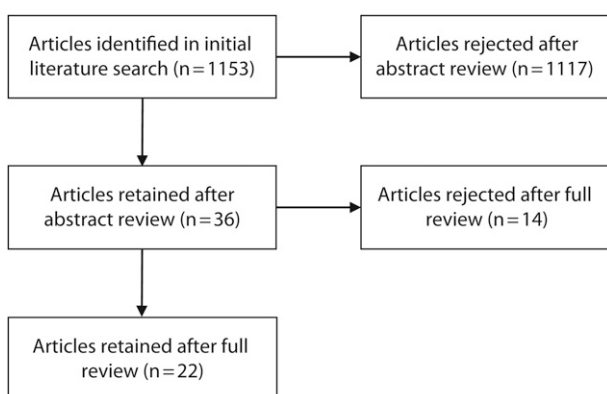 Articles identified in initial
literature search (n=1153)
Articles rejected after
abstract review (n=1117)
Articles retained after
abstract review (n=36)
Articles rejected after full
review (n=14)
Articles retained after full
review (n=22)